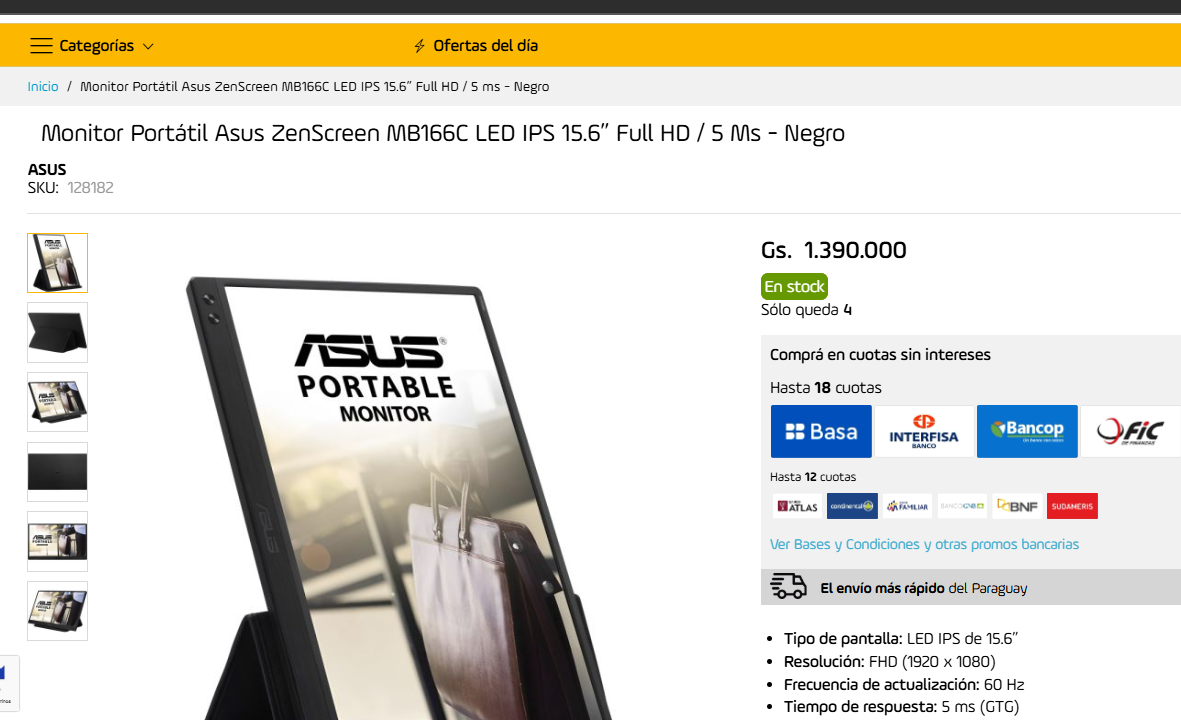 Categorías
Ofertas del día
Inicio / Monitor Portátil Asus ZenScreen MB166C LED IPS 15.6” Full HD / 5 ms - Negro
Monitor Portátil Asus ZenScreen MB166C LED IPS 15.6” Full HD / 5 Ms - Negro
ASUS
SKU: 128182
ASUS®
PORTABLE
MONITOR
ASUS
Gs. 1.390.000
En stock
Sólo queda 4
Comprá en cuotas sin intereses
Hasta 18 cuotas
Basa
INTERFISA
BANCO
Bancop
FIC
DE FINANZAS
Hasta 12 cuotas
ATLAS
continental
FAMILIAR
BNF
SUDAMERIS
Ver Bases y Condiciones y otras promos bancarias
El envío más rápido del Paraguay
Tipo de pantalla: LED IPS de 15.6”
Resolución: FHD (1920 x 1080)
Frecuencia de actualización: 60 Hz
Tiempo de respuesta: 5 ms (GTG)